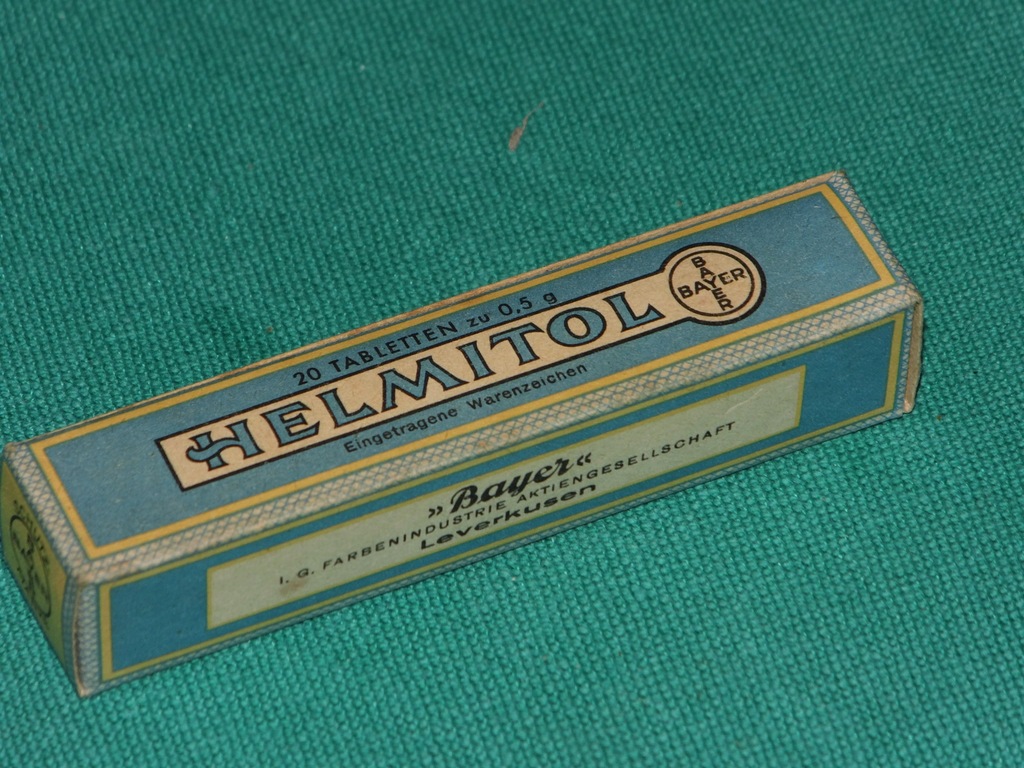 20 TABLETTEN zu 0,5 g
HELMITOL
Eingetragene Warenzeichen
BAYER
BAYER
»Bayer«
I. G. FARBENINDUSTRIE AKTIENGESELLSCHAFT
Leverkusen